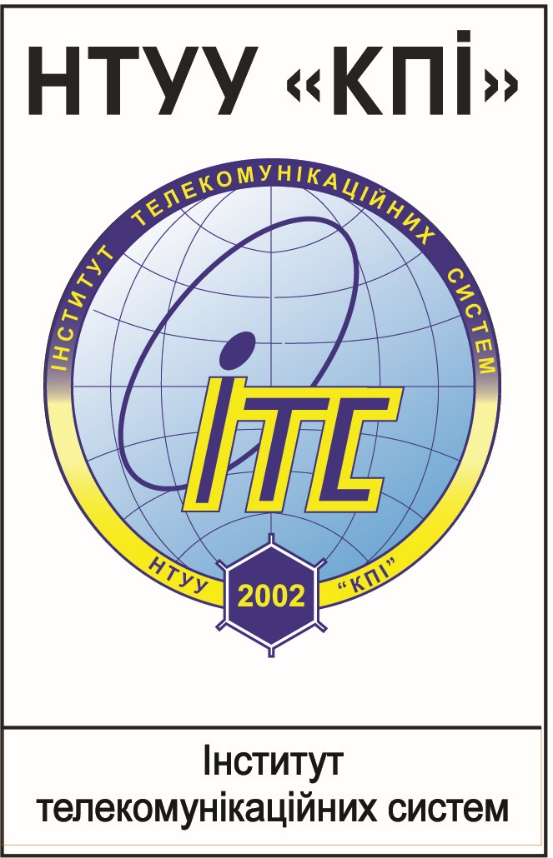 НТУУ «КПі»
ІНСТИТУТ ТЕЛЕКОМУНІКАЦІЙНИХ СИСТЕМ
ІТС
НТУУ "КПІ"
2002
Інститут
телекомунікаційних систем